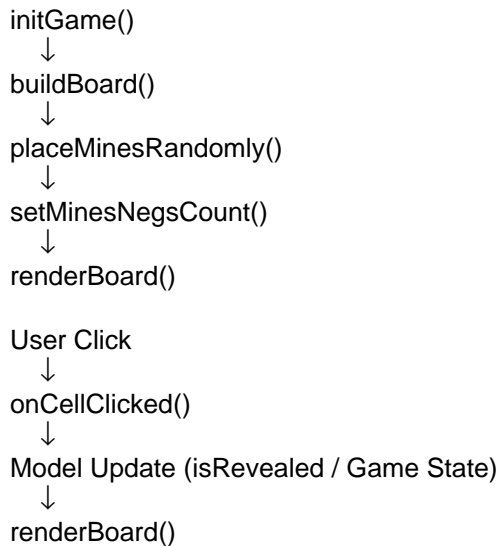 initGame()
↓
buildBoard()
↓
placeMinesRandomly()
↓
setMinesNegsCount()
↓
renderBoard()
User Click
↓
onCellClicked()
↓
Model Update (isRevealed / Game State)
↓
renderBoard()